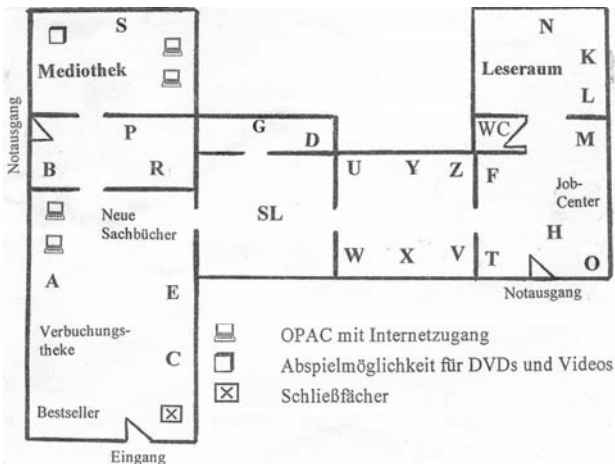 S
Mediothek
N
K
Leseraum
L
Notausgang
P
G
D
WC
M
B
R
U
Y
Z
F
Job-
Center
Neue
Sachbücher
SL
H
A
E
W
X
V
T
O
Notausgang
Verbuchungs-
theke
C
Bestseller
Eingang
OPAC mit Internetzugang
Abspielmöglichkeit für DVDs und Videos
Schließfächer